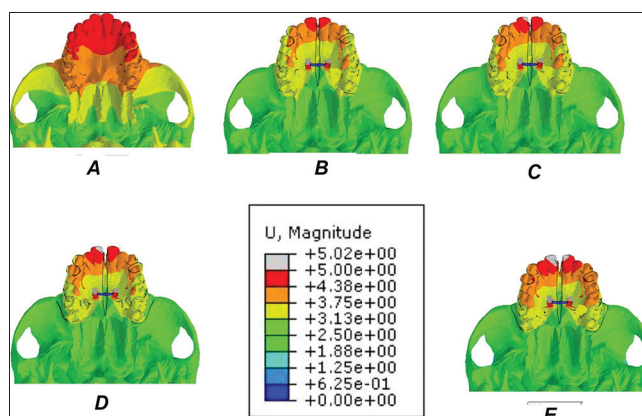 A
B
C
D
U, Magnitude
+5.02e+00
+5.00e+00
+4.38e+00
+3.75e+00
+3.13e+00
+2.50e+00
+1.88e+00
+1.25e+00
+6.25e-01
+0.00e+00
E